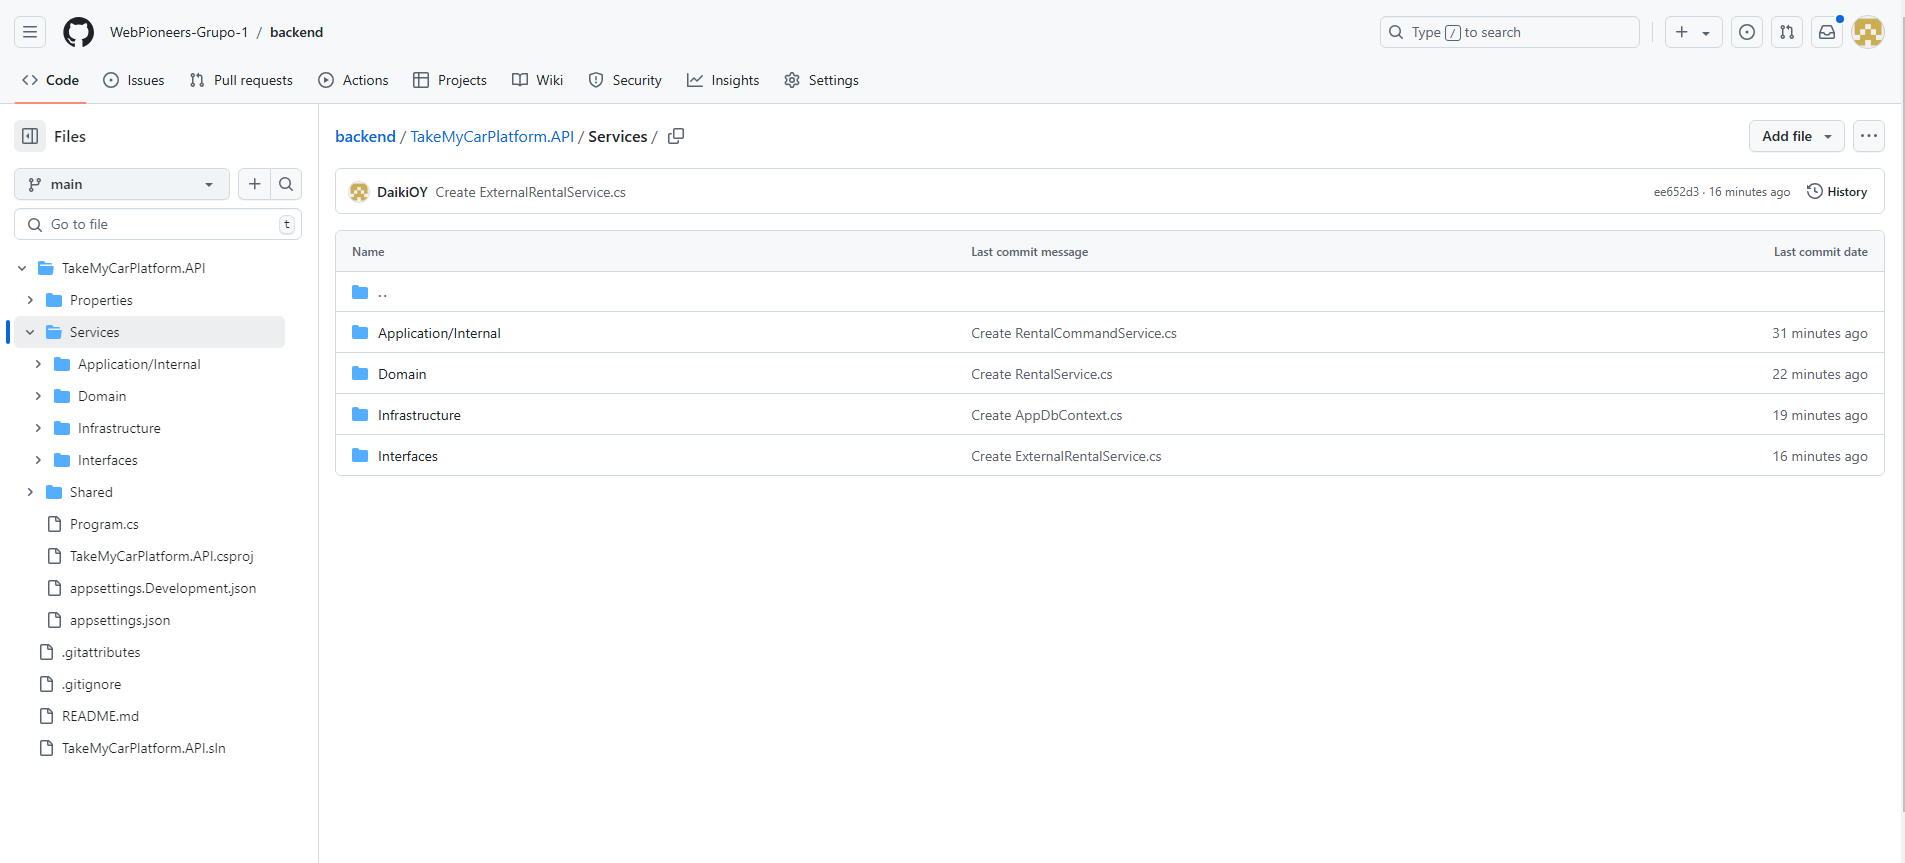 WebPioneers-Grupo-1 / backend
Type / to search
Code Issues Pull requests Actions Projects Wiki Security Insights Settings
Files
main
Go to file t
TakeMyCarPlatform.API
Properties
Services
Application/Internal
Domain
Infrastructure
Interfaces
Shared
Program.cs
TakeMyCarPlatform.API.csproj
appsettings.Development.json
appsettings.json
.gitattributes
.gitignore
README.md
TakeMyCarPlatform.API.sln
backend / TakeMyCarPlatform.API / Services /
Add file
DaikiOY Create ExternalRentalService.cs ee652d3 · 16 minutes ago History
Name Last commit message Last commit date
..
Application/Internal Create RentalCommandService.cs 31 minutes ago
Domain Create RentalService.cs 22 minutes ago
Infrastructure Create AppDbContext.cs 19 minutes ago
Interfaces Create ExternalRentalService.cs 16 minutes ago